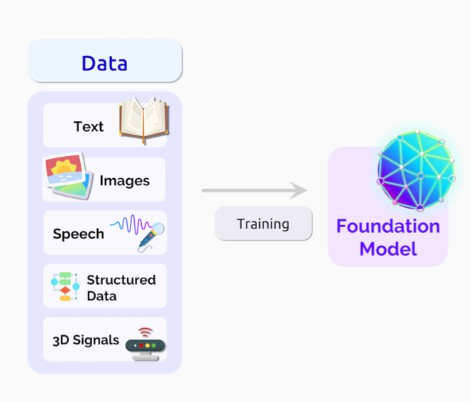 Data
Text
Images
Speech
Structured
Data
3D Signals
Training
Foundation
Model